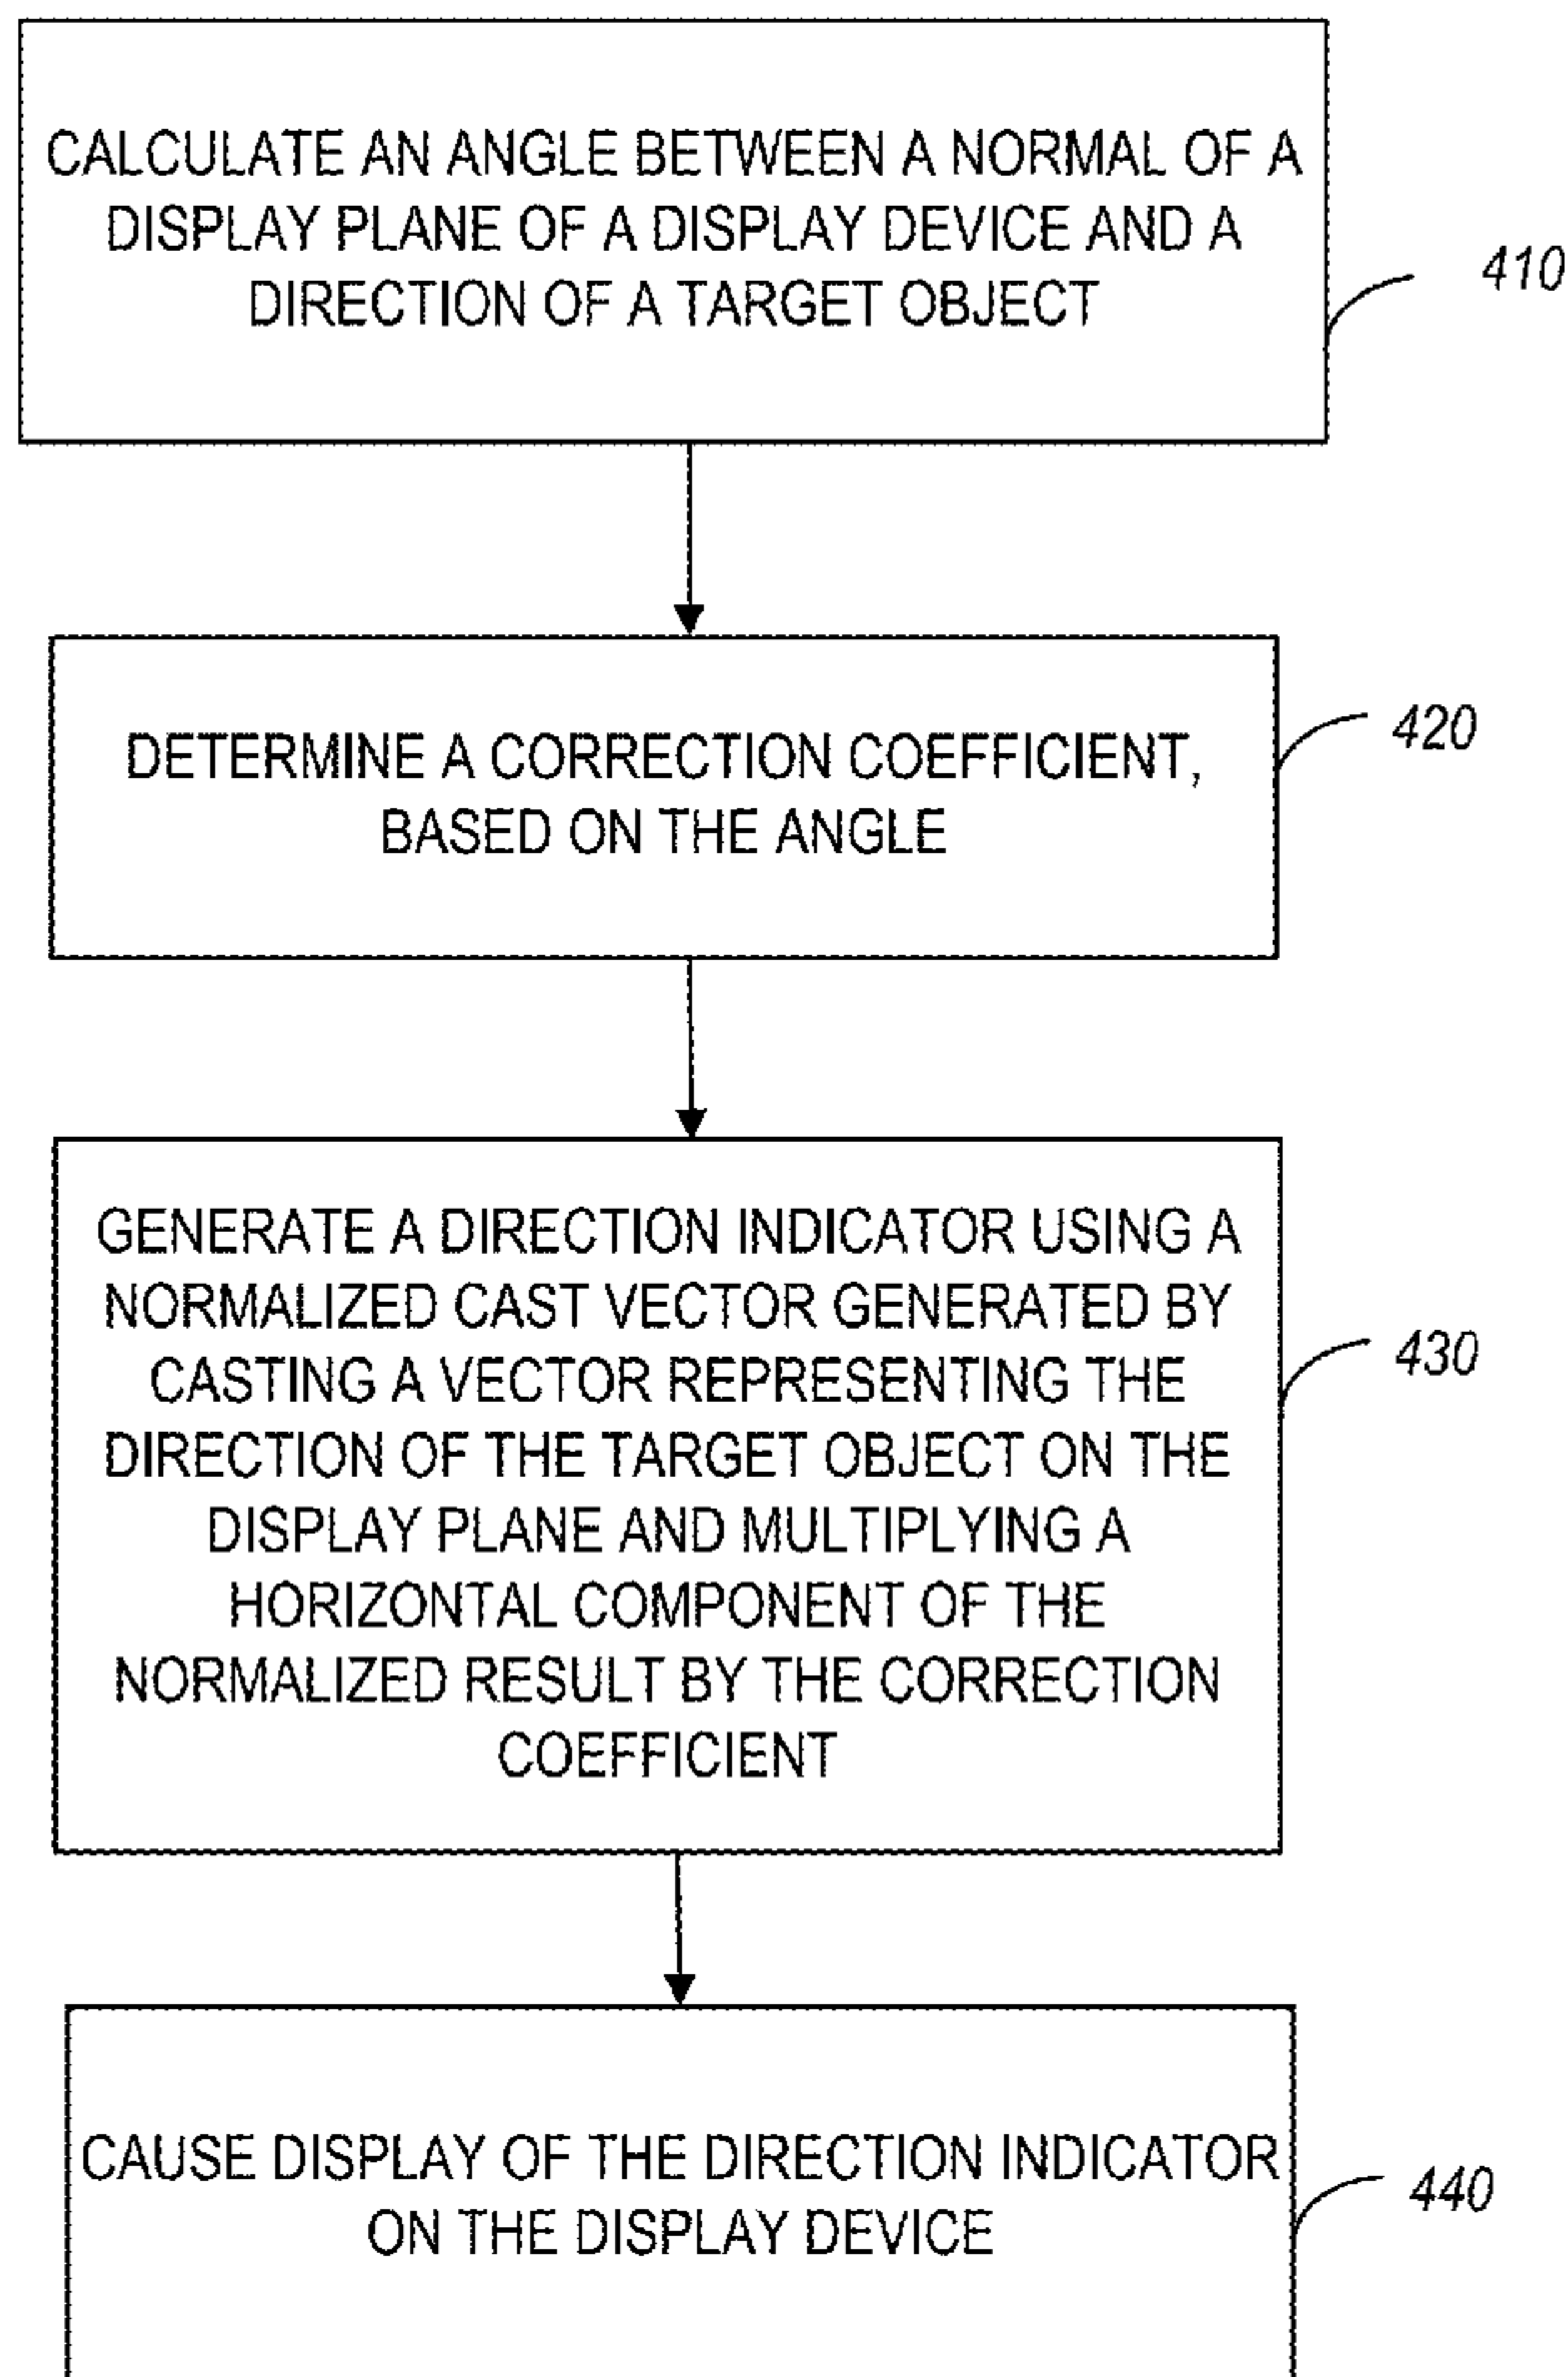 CALCULATE AN ANGLE BETWEEN A NORMAL OF A
DISPLAY PLANE OF A DISPLAY DEVICE AND A
DIRECTION OF A TARGET OBJECT
410
DETERMINE A CORRECTION COEFFICIENT,
BASED ON THE ANGLE
420
GENERATE A DIRECTION INDICATOR USING A
NORMALIZED CAST VECTOR GENERATED BY
CASTING A VECTOR REPRESENTING THE
DIRECTION OF THE TARGET OBJECT ON THE
DISPLAY PLANE AND MULTIPLYING A
HORIZONTAL COMPONENT OF THE
NORMALIZED RESULT BY THE CORRECTION
COEFFICIENT
430
CAUSE DISPLAY OF THE DIRECTION INDICATOR
ON THE DISPLAY DEVICE
440